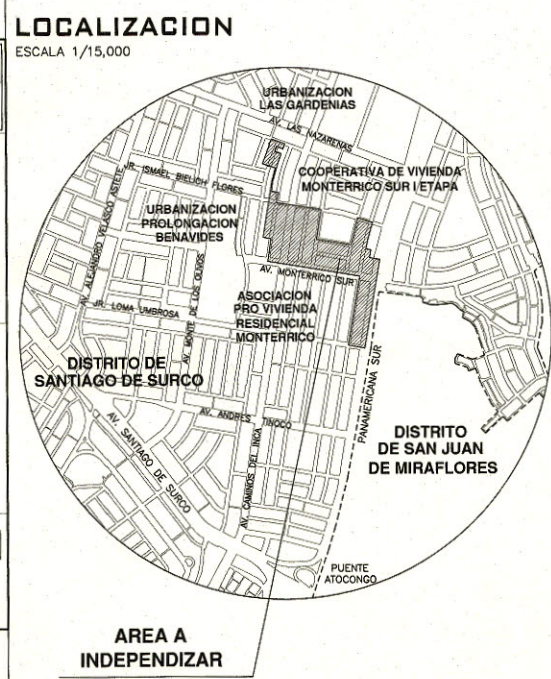 LOCALIZACION
ESCALA 1/15,000
URBANIZACION
LAS GARDENIAS
AV. LAS NAZARENAS
JR. ISMAEL BIELICH FLORES
COOPERATIVA DE VIVIENDA
MONTERRICO SUR I ETAPA
AV. ALEJANDRO VELASCO ASTETE
URBANIZACION
PROLONGACION
BENAVIDES
AV. MONTERRICO SUR
AV. MONTE DE LOS OLIVOS
JR. LOMA UMBROSA
ASOCIACION
PRO VIVIENDA
RESIDENCIAL
MONTERRICO
DISTRITO DE
SANTIAGO DE SURCO
PANAMERICANA SUR
AV. ANDRES TINOCO
AV. SANTIAGO DE SURCO
AV. CAMINOS DEL INCA
DISTRITO
DE SAN JUAN
DE MIRAFLORES
PUENTE
ATOCONGO
AREA A
INDEPENDIZAR